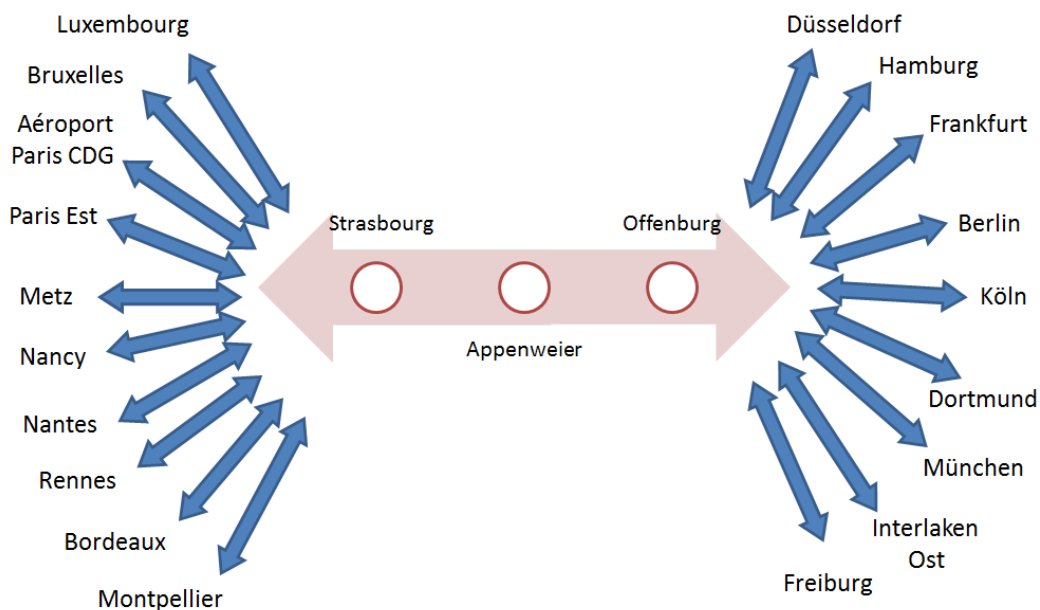 Luxembourg
Bruxelles
Aéroport
Paris CDG
Paris Est
Metz
Nancy
Nantes
Rennes
Bordeaux
Montpellier
Strasbourg
Appenweier
Offenburg
Düsseldorf
Hamburg
Frankfurt
Berlin
Köln
Dortmund
München
Interlaken
Ost
Freiburg